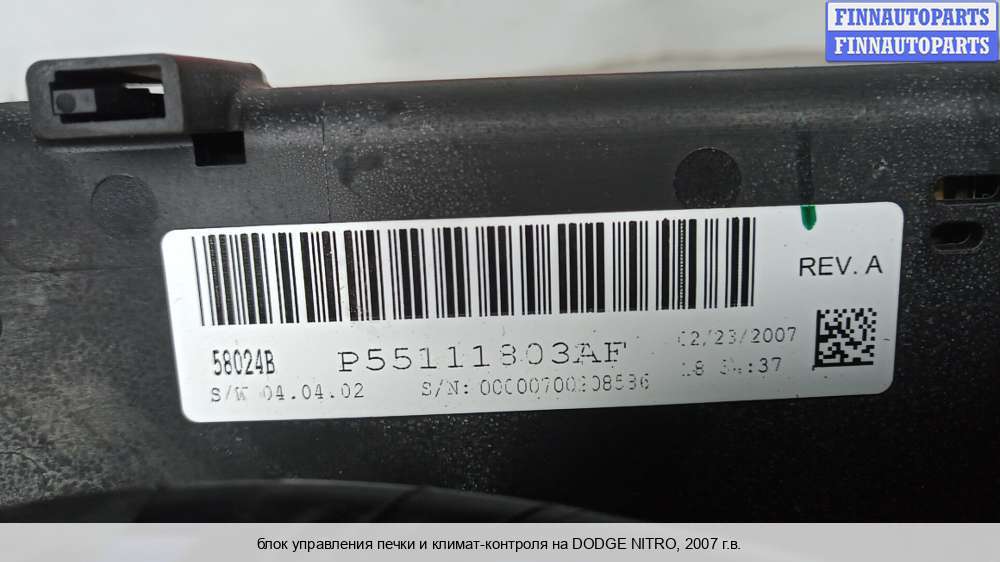 FINNAUTOPARTS
FINNAUTOPARTS
REV. A
58024B
P55111803AF
02/23/2007
S/W 04.04.02
S/N:
блок управления печки и климат-контроля на DODGE NITRO, 2007 г.в.